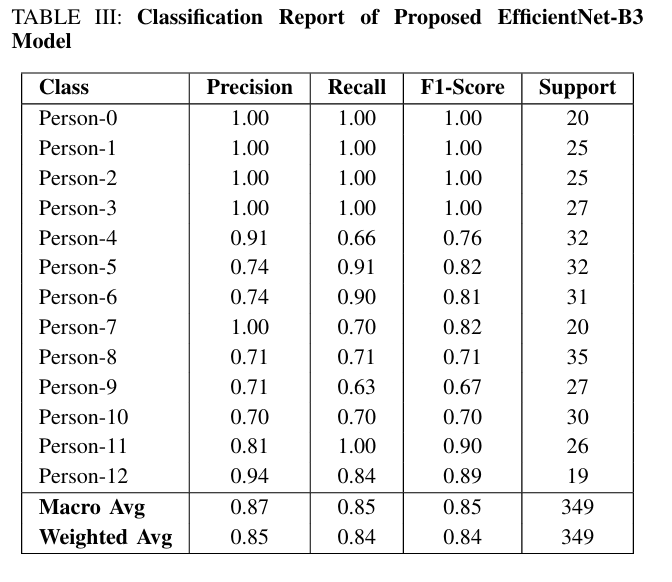 TABLE III: Classification Report of Proposed EfficientNet-B3
Model
Class Precision Recall F1-Score Support
Person-0 1.00 1.00 1.00 20
Person-1 1.00 1.00 1.00 25
Person-2 1.00 1.00 1.00 25
Person-3 1.00 1.00 1.00 27
Person-4 0.91 0.66 0.76 32
Person-5 0.74 0.91 0.82 32
Person-6 0.74 0.90 0.81 31
Person-7 1.00 0.70 0.82 20
Person-8 0.71 0.71 0.71 35
Person-9 0.71 0.63 0.67 27
Person-10 0.70 0.70 0.70 30
Person-11 0.81 1.00 0.90 26
Person-12 0.94 0.84 0.89 19
Macro Avg 0.87 0.85 0.85 349
Weighted Avg 0.85 0.84 0.84 349